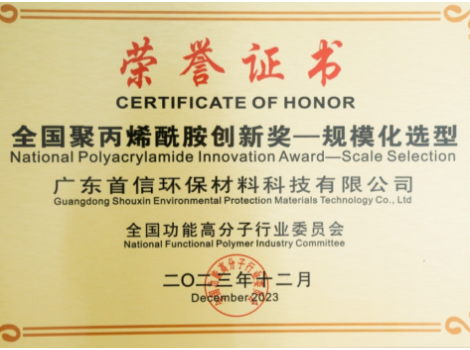 荣誉证书
CERTIFICATE OF HONOR
全国聚丙烯酰胺创新奖—规模化选型
National Polyacrylamide Innovation Award—Scale Selection
广东首信环保材料科技有限公司
Guangdong Shouxin Environmental Protection Materials Technology Co., Ltd
全国功能高分子行业委员会
National Functional Polymer Industry Committee
二〇二三年十二月
December 2023